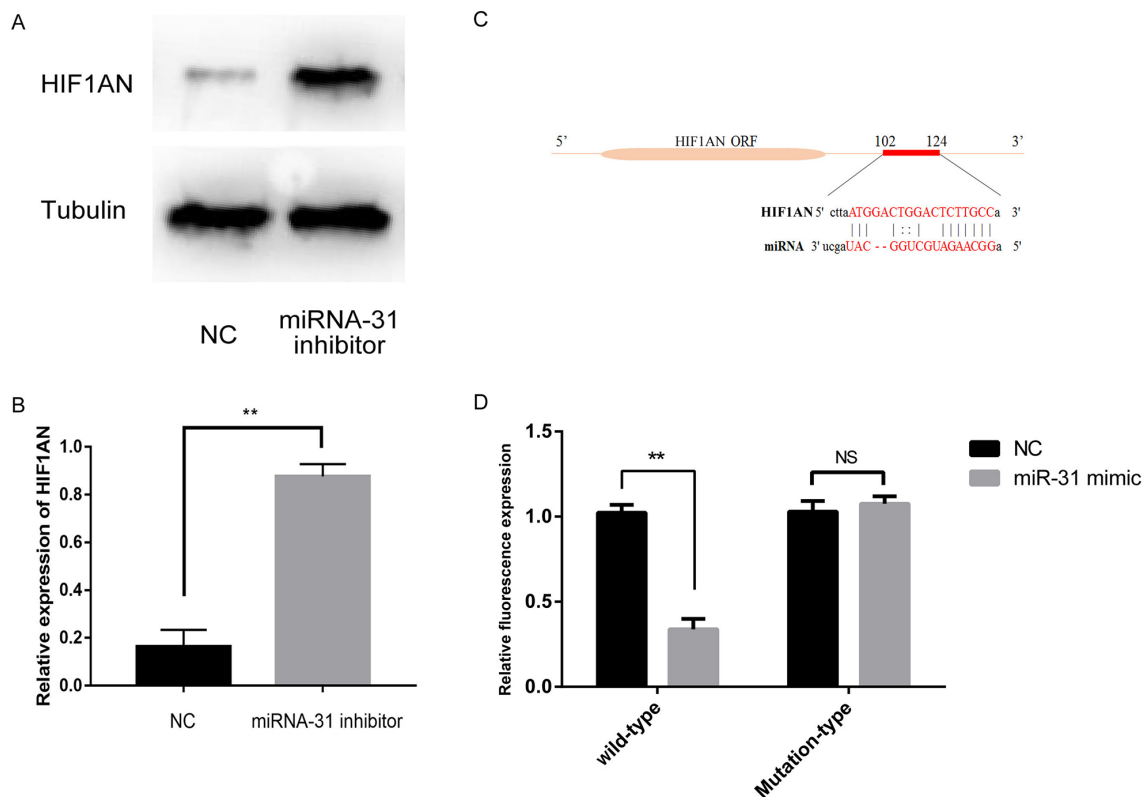 A
HIF1AN
Tubulin
NC
miRNA-31
inhibitor
B
Relative expression of HIF1AN
1.0
0.8
0.6
0.4
0.2
0.0
**
NC
miRNA-31 inhibitor
C
5’ HIF1AN ORF 102 124 3’
HIF1AN 5' cttaATGGACTGGACTCTTGCCa 3'
miRNA 3' ucgaUAC--GGUCGUAGAACGGa 5'
D
Relative fluorescence expression
1.5
1.0
0.5
0.0
**
NS
wild-type
Mutation-type
NC
miR-31 mimic